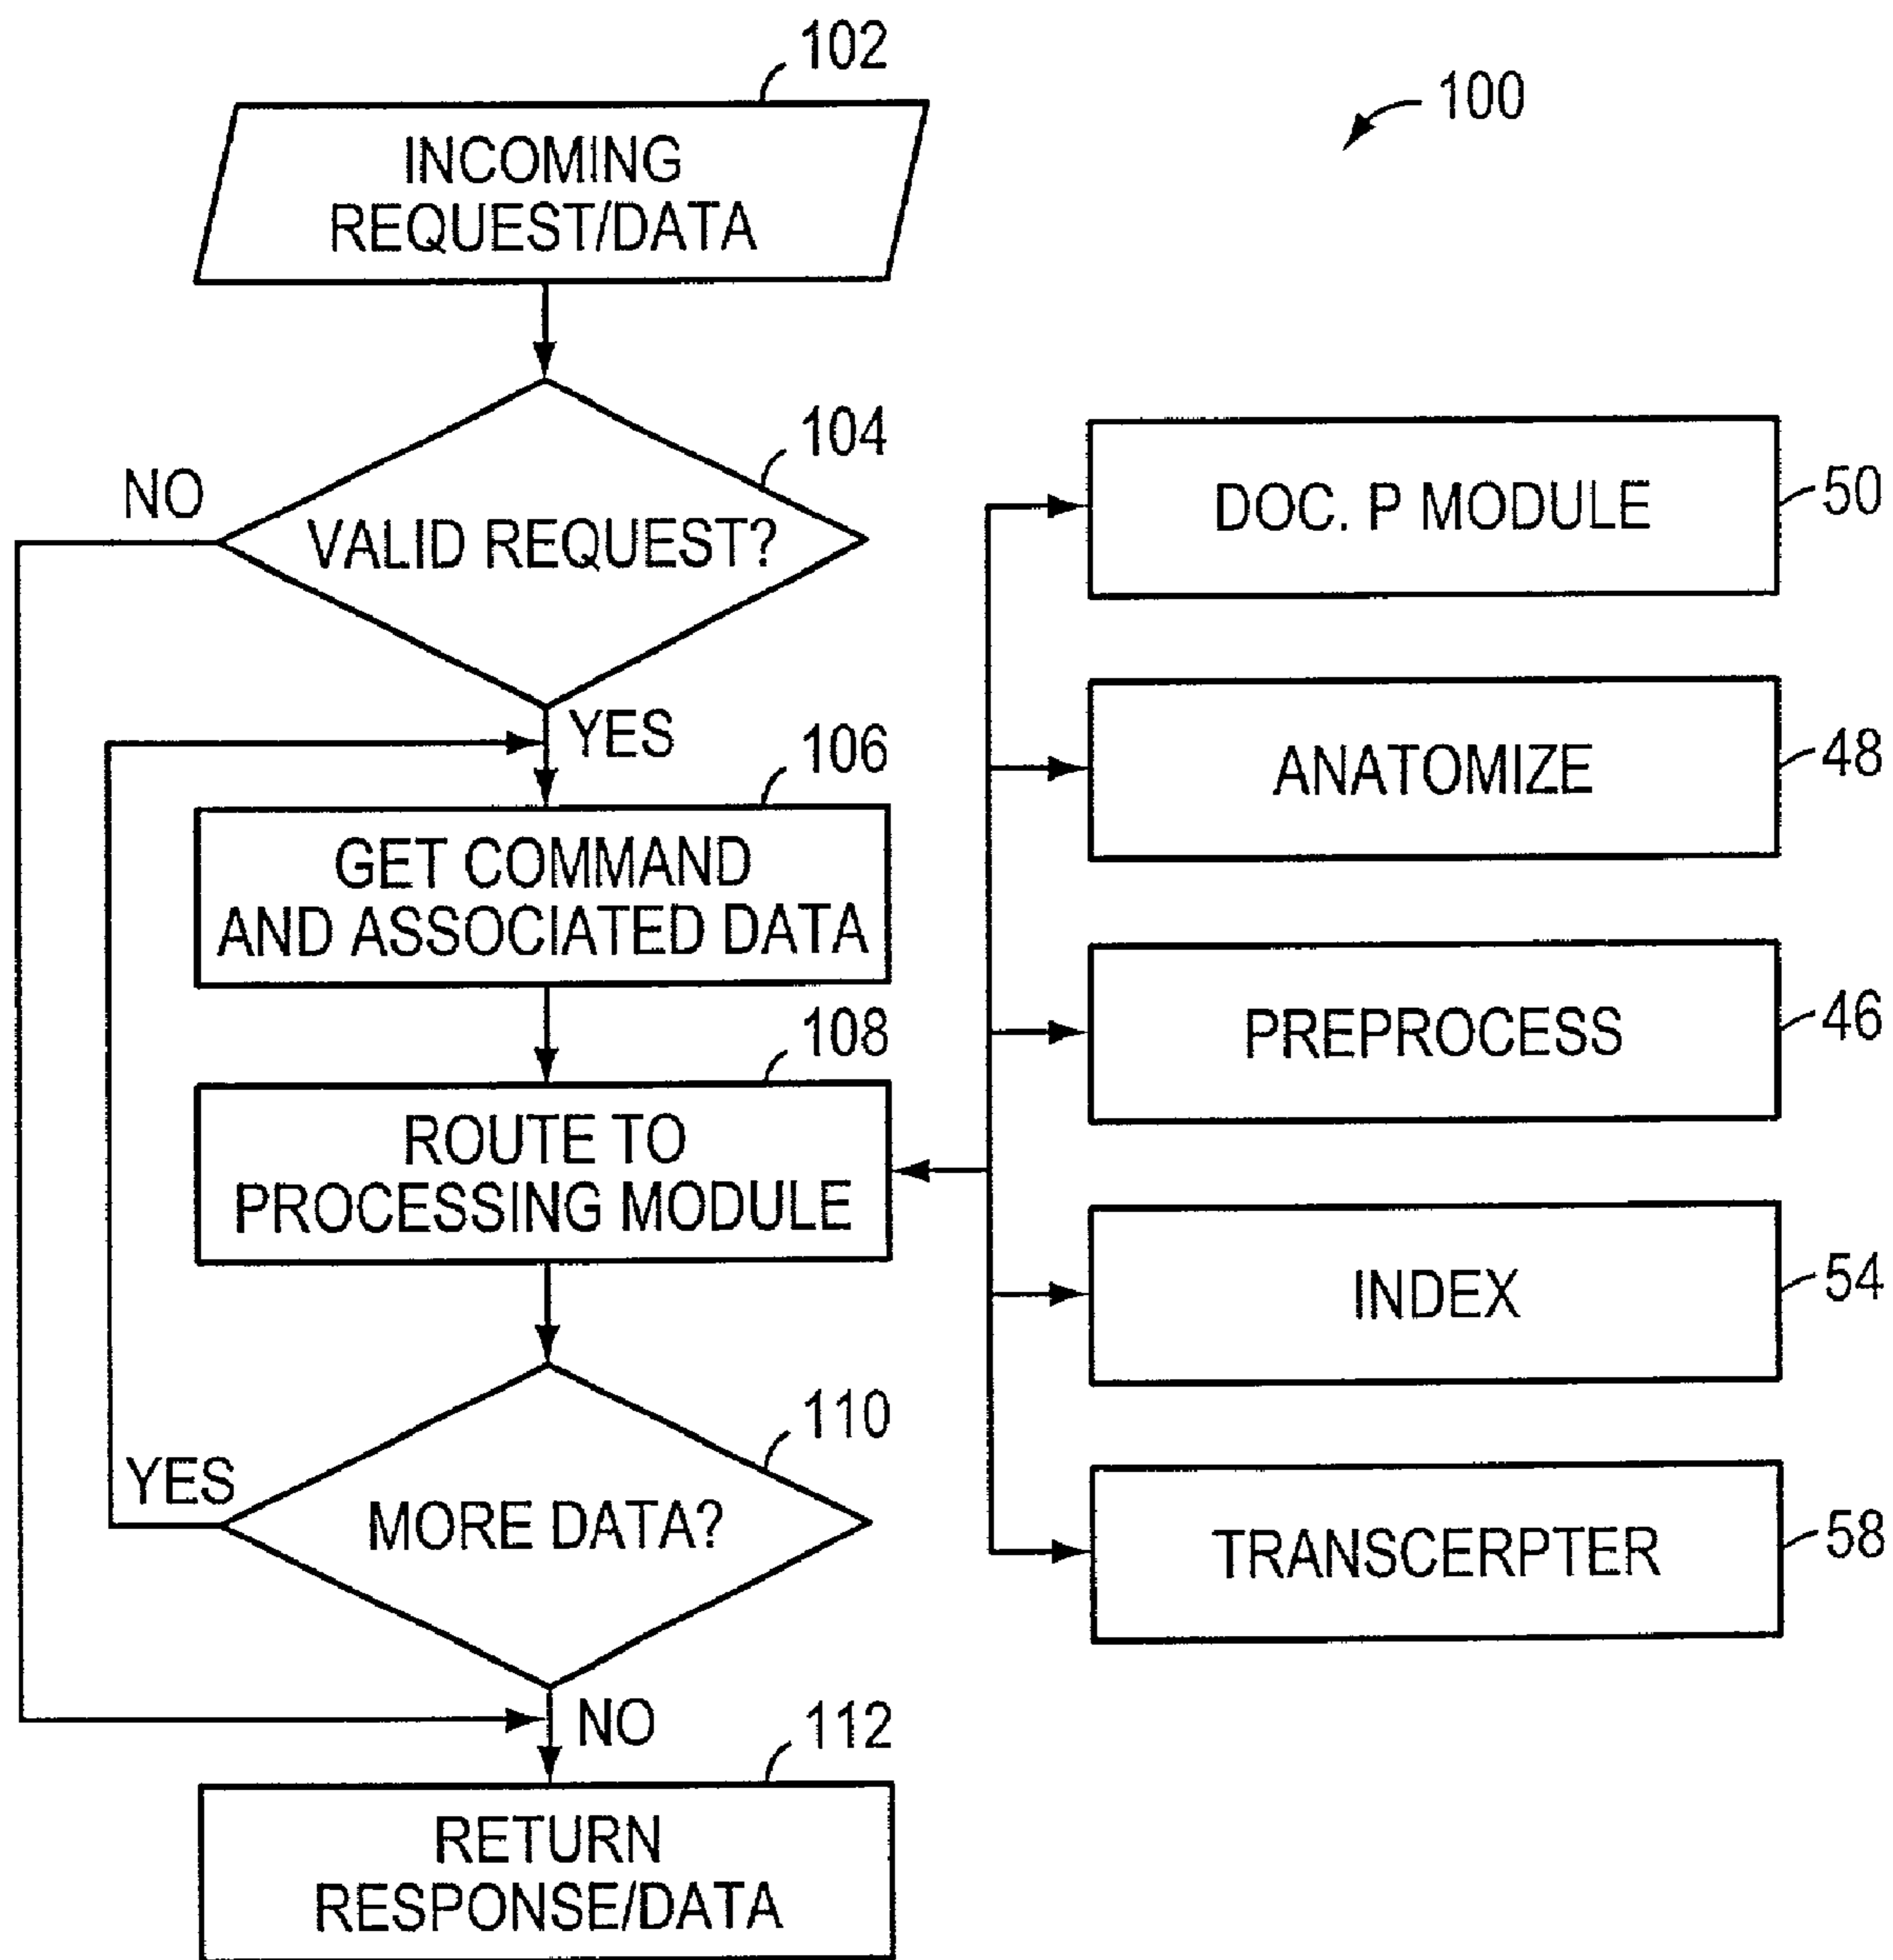 102
100
INCOMING
REQUEST/DATA
104
NO
VALID REQUEST?
YES
106
GET COMMAND
AND ASSOCIATED DATA
108
ROUTE TO
PROCESSING MODULE
110
YES
MORE DATA?
NO
112
RETURN
RESPONSE/DATA
DOC. P MODULE
50
ANATOMIZE
48
PREPROCESS
46
INDEX
54
TRANSCERPTER
58